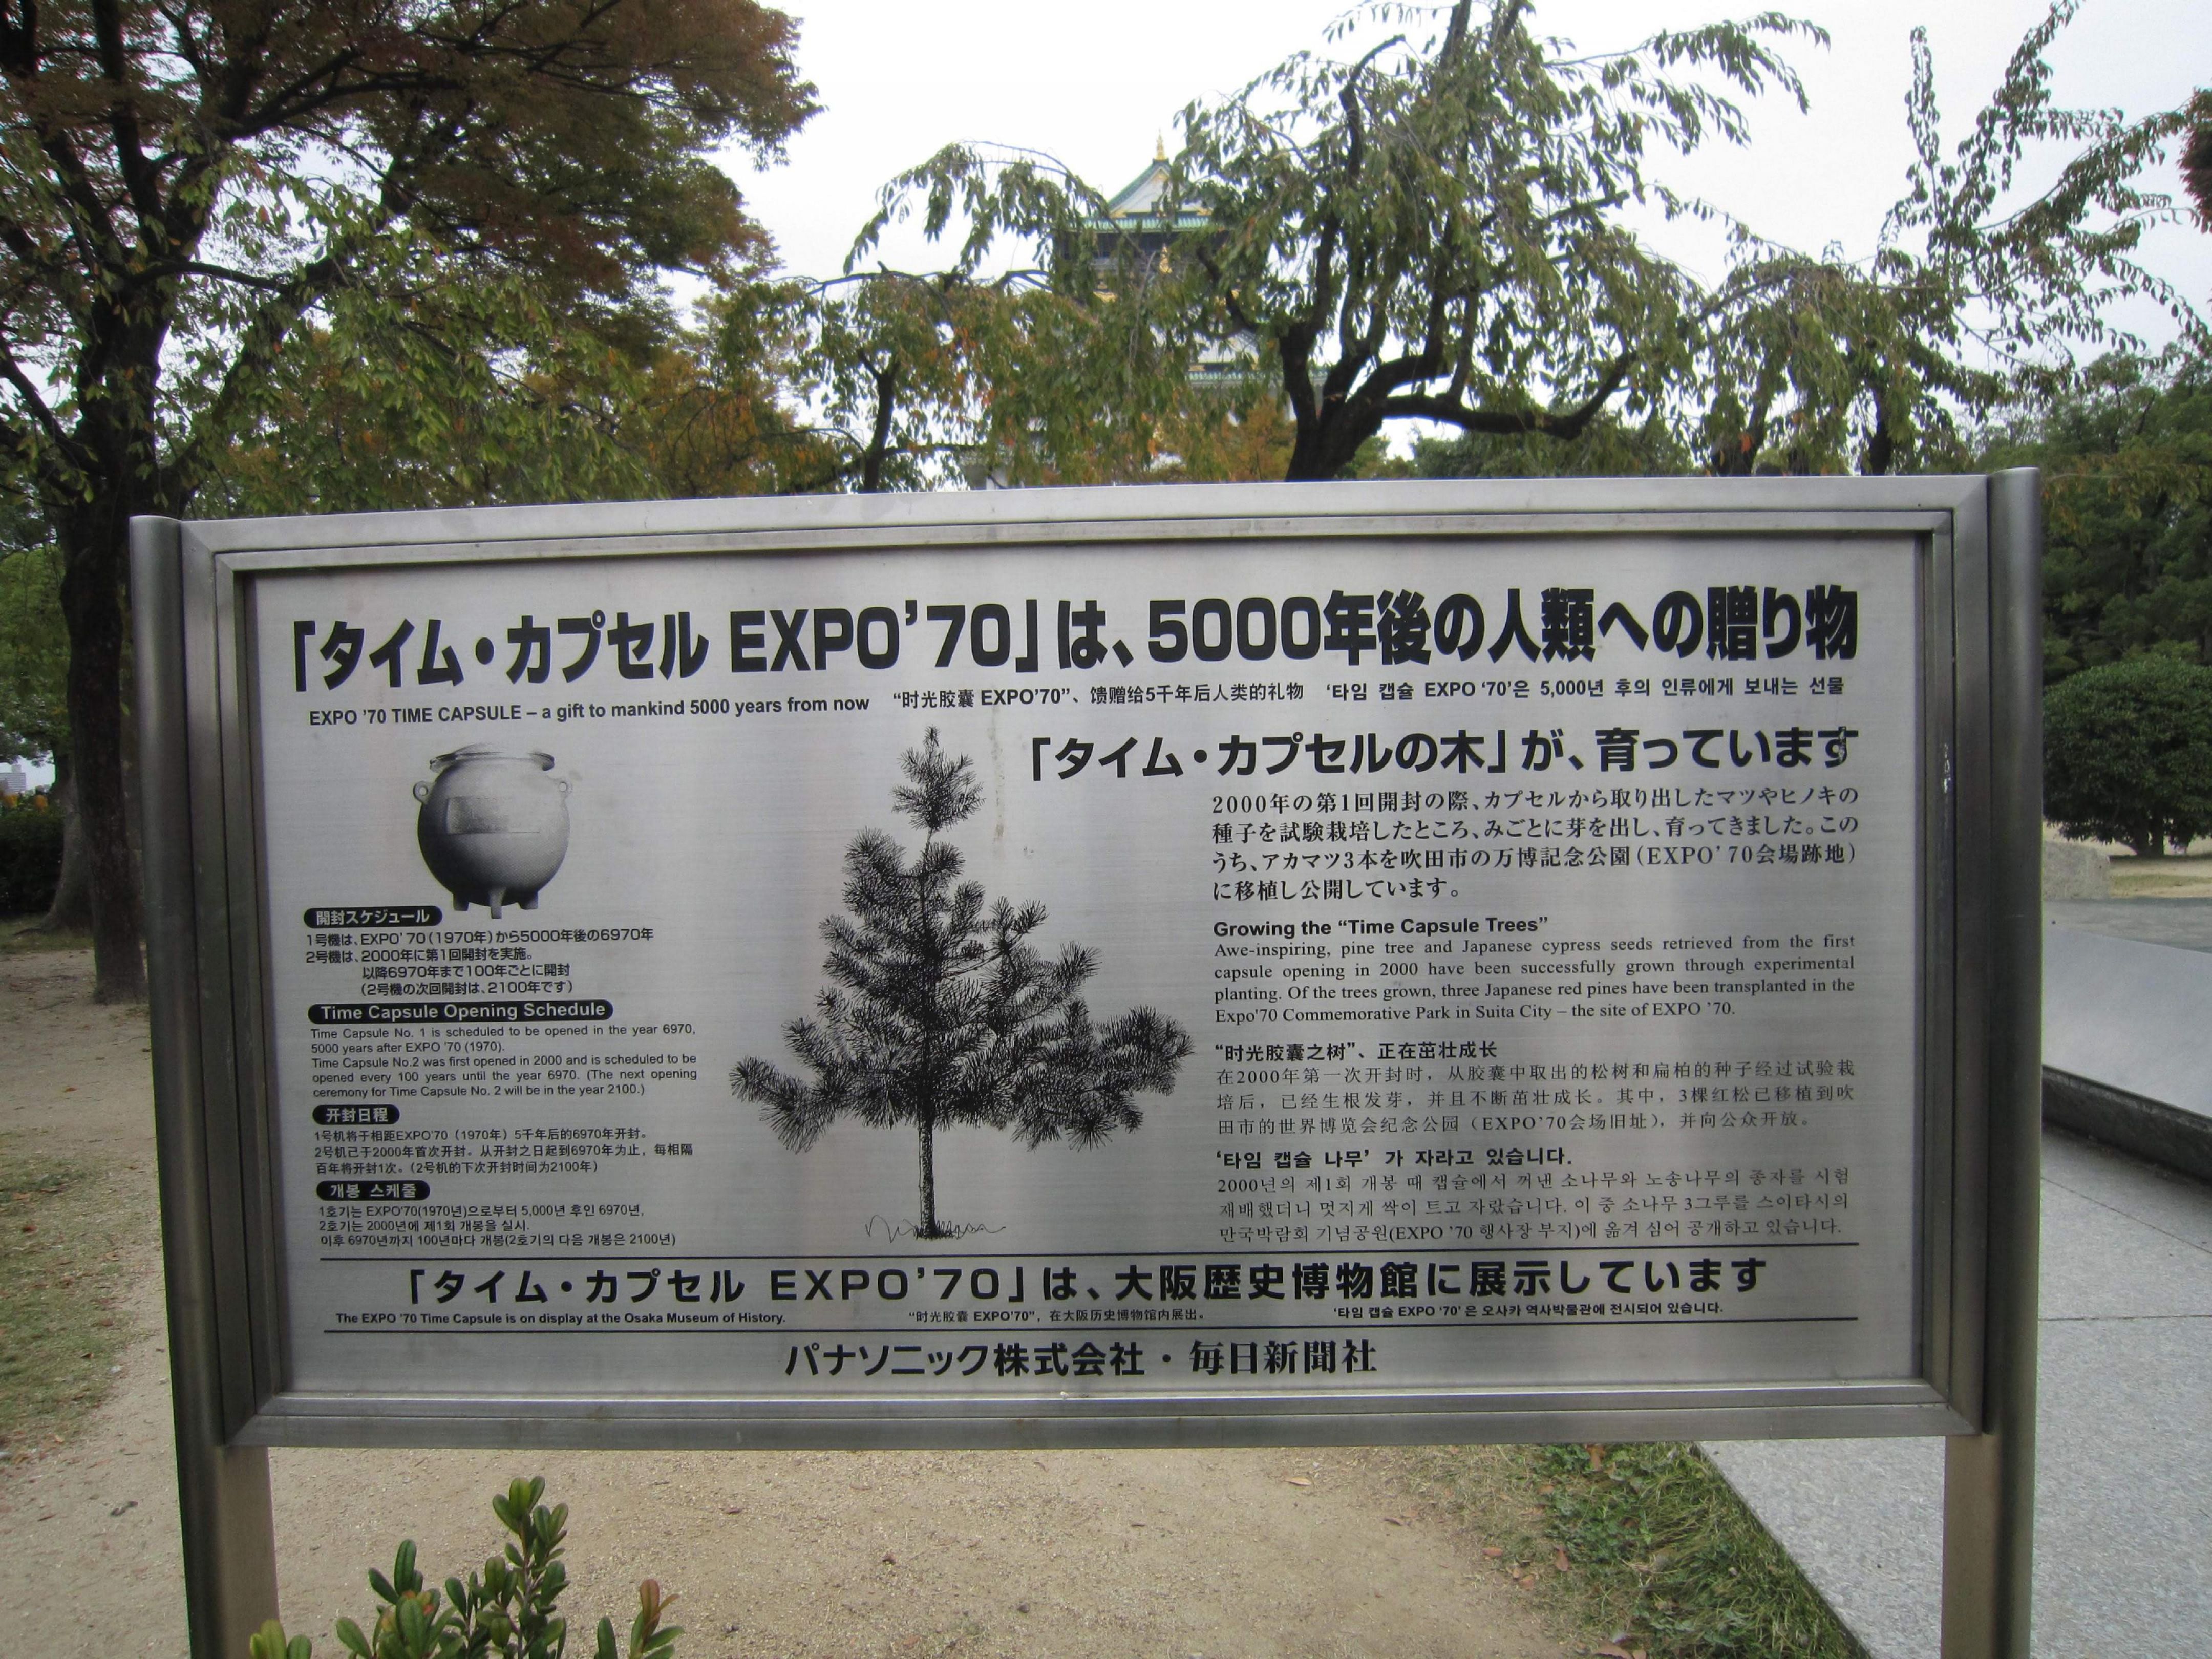 「タイム・カプセル EXPO'70」は、5000年後の人類への贈り物
EXPO '70 TIME CAPSULE – a gift to mankind 5000 years from now
“时光胶囊 EXPO'70”、馈赠给5千年后人类的礼物
‘타임 캡슐 EXPO ‘70’은 5,000년 후의 인류에게 보내는 선물
開封スケジュール
1号機は、EXPO'70(1970年)から5000年後の6970年
2号機は、2000年に第1回開封を実施。
以降6970年まで100年ごとに開封
(2号機の次回開封は、2100年です)
Time Capsule Opening Schedule
Time Capsule No. 1 is scheduled to be opened in the year 6970,
5000 years after EXPO '70 (1970).
Time Capsule No.2 was first opened in 2000 and is scheduled to be
opened every 100 years until the year 6970. (The next opening
ceremony for Time Capsule No. 2 will be in the year 2100.)
开封日程
1号机将于相距EXPO'70（1970年）5千年后的6970年开封。
2号机已于2000年首次开封。从开封之日起到6970年为止，每相隔
百年将开封1次。（2号机的下次开封时间为2100年）
개봉 스케줄
1호기는 EXPO'70(1970년)으로부터 5,000년 후인 6970년,
2호기는 2000년에 제1회 개봉을 실시.
이후 6970년까지 100년마다 개봉(2호기의 다음 개봉은 2100년)
「タイム・カプセルの木」が、育っています
2000年の第1回開封の際、カプセルから取り出したマツやヒノキの
種子を試験栽培したところ、みごとに芽を出し、育ってきました。この
うち、アカマツ3本を吹田市の万博記念公園(EXPO'70会場跡地)
に移植し公開しています。
Growing the “Time Capsule Trees”
Awe-inspiring, pine tree and Japanese cypress seeds retrieved from the first
capsule opening in 2000 have been successfully grown through experimental
planting. Of the trees grown, three Japanese red pines have been transplanted in the
Expo'70 Commemorative Park in Suita City – the site of EXPO '70.
“时光胶囊之树”、正在茁壮成长
在2000年第一次开封时，从胶囊中取出的松树和扁柏的种子经过试验栽
培后，已经生根发芽，并且不断茁壮成长。其中，3棵红松已移植到吹
田市的世界博览会纪念公园（EXPO'70会场旧址），并向公众开放。
‘타임 캡슐 나무’ 가 자라고 있습니다.
2000년의 제1회 개봉 때 캡슐에서 꺼낸 소나무와 노송나무의 종자를 시험
재배했더니 멋지게 싹이 트고 자랐습니다. 이 중 소나무 3그루를 스이타시의
만국박람회 기념공원(EXPO '70 행사장 부지)에 옮겨 심어 공개하고 있습니다.
「タイム・カプセル EXPO'70」は、大阪歴史博物館に展示しています
The EXPO '70 Time Capsule is on display at the Osaka Museum of History.
“时光胶囊 EXPO'70”，在大阪历史博物馆内展出。
‘타임 캡슐 EXPO ‘70’ 은 오사카 역사박물관에 전시되어 있습니다.
パナソニック株式会社・毎日新聞社